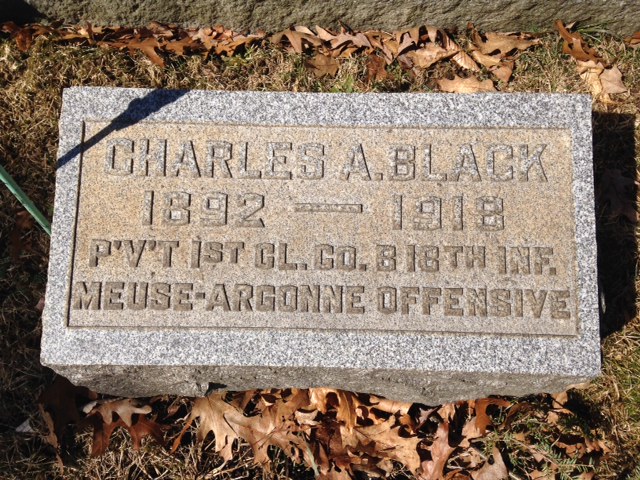 CHARLES A. BLACK
1892 — 1918
P'V'T 1ST CL. CO. B 18TH INF.
MEUSE-ARGONNE OFFENSIVE